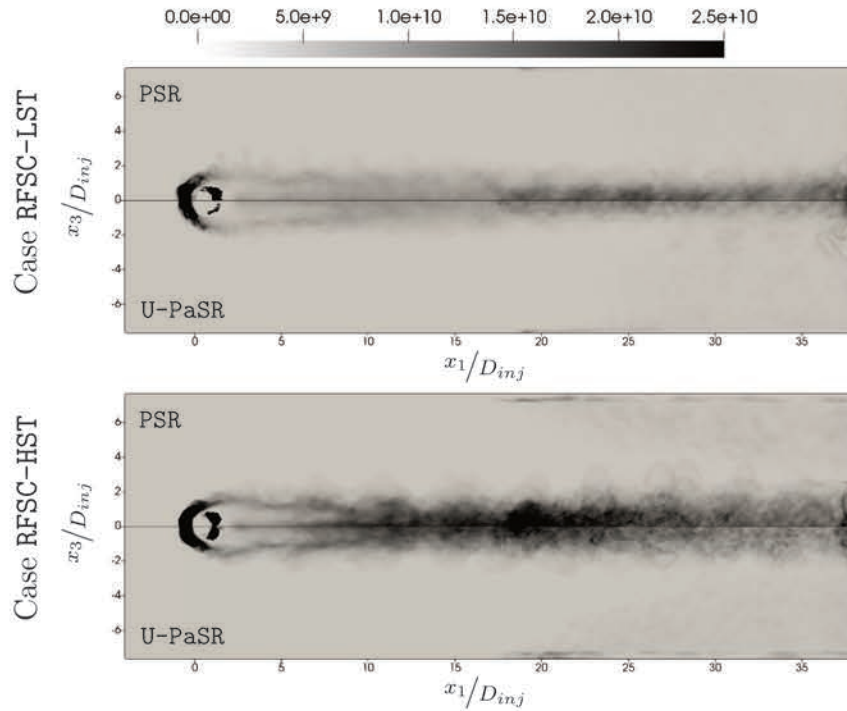 0.0e+00 5.0e+9 1.0e+10 1.5e+10 2.0e+10 2.5e+10
Case RFSC-LST
x3/Dinj
6
4
2
0
-2
-4
-6
PSR
U-PaSR
0 5 10 15 20 25 30 35
x1/Dinj
Case RFSC-HST
x3/Dinj
6
4
2
0
-2
-4
-6
PSR
U-PaSR
0 5 10 15 20 25 30 35
x1/Dinj